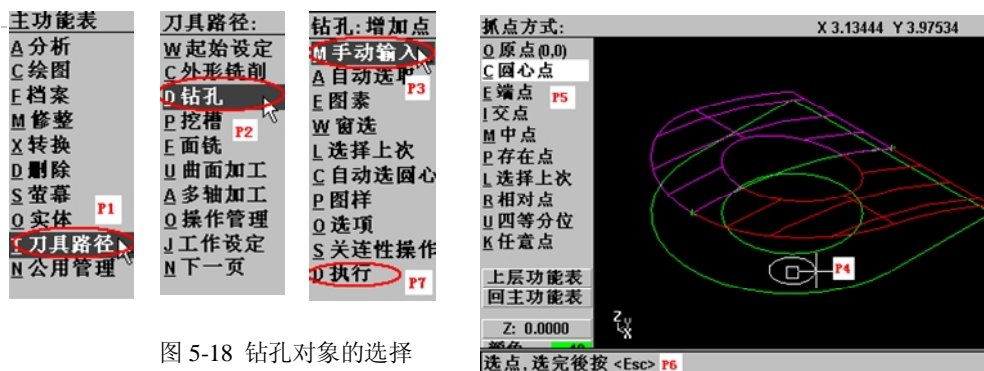 主功能表
A 分析
C 绘图
F 档案
M 修整
X 转换
D 删除
S 萤幕
O 实体
P1
T 刀具路径
N 公用管理
刀具路径:
W 起始设定
C 外形铣削
D 钻孔
P 挖槽
P2
F 面铣
U 曲面加工
A 多轴加工
O 操作管理
J 工作设定
N 下一页
钻孔:增加点
M 手动输入
A 自动选取
P3
E 图素
W 窗选
L 选择上次
C 自动选圆心
P 图样
O 选项
S 关连性操作
D 执行
P7
图 5-18 钻孔对象的选择
抓点方式:
X 3.13444 Y 3.97534
O 原点(0,0)
C 圆心点
E 端点
P5
I 交点
M 中点
P 存在点
L 选择上次
R 相对点
U 四等分位
K 任意点
P4
上层功能表
回主功能表
Z: 0.0000
Z
Y
X
选点,选完後按 <Esc> P6